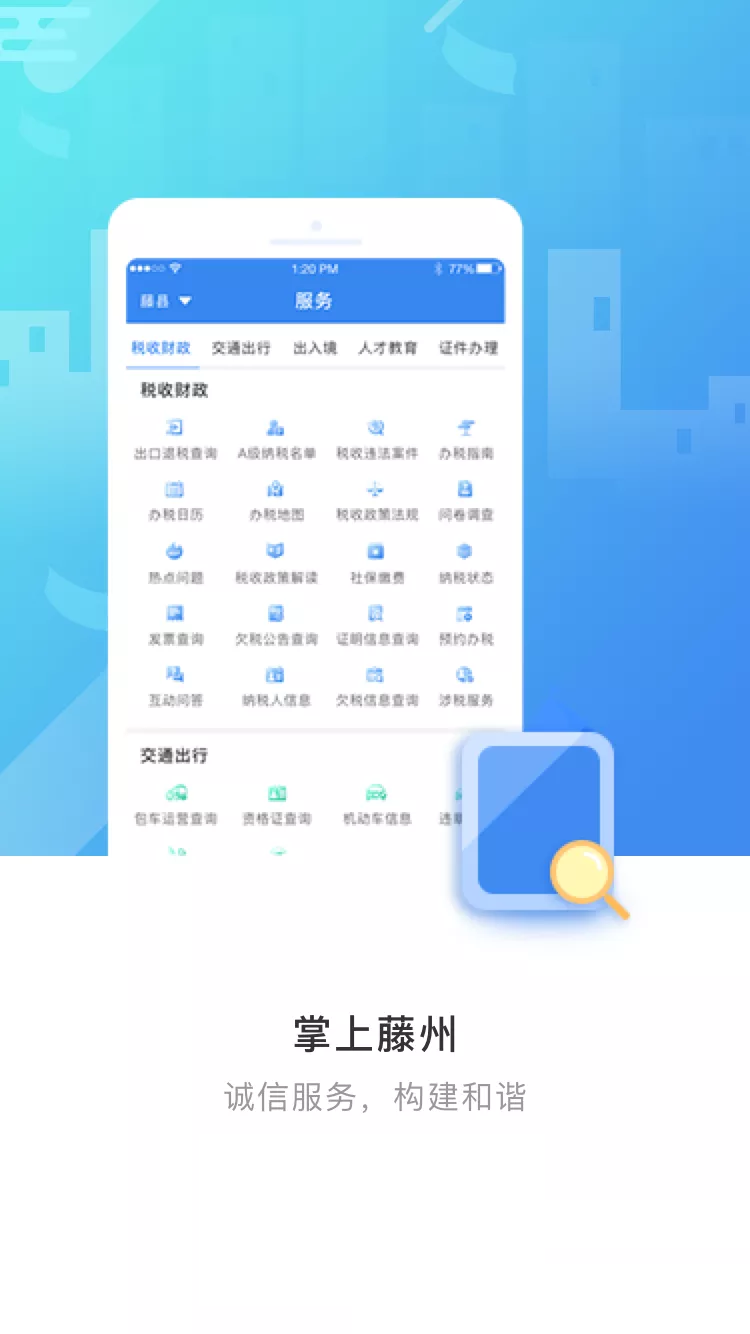 1:20 PM 77%
藤县 服务
税收财政 交通出行 出入境 人才教育 证件办理
税收财政
出口退税查询 A级纳税名单 税收违法案件 办税指南
办税日历 办税地图 税收政策法规 问卷调查
热点问题 税收政策解读 社保缴费 纳税状态
发票查询 欠税公告查询 证明信息查询 预约办税
互动问答 纳税人信息 欠税信息查询 涉税服务
交通出行
包车运营查询 资格证查询 机动车信息 违
掌上藤州
诚信服务，构建和谐